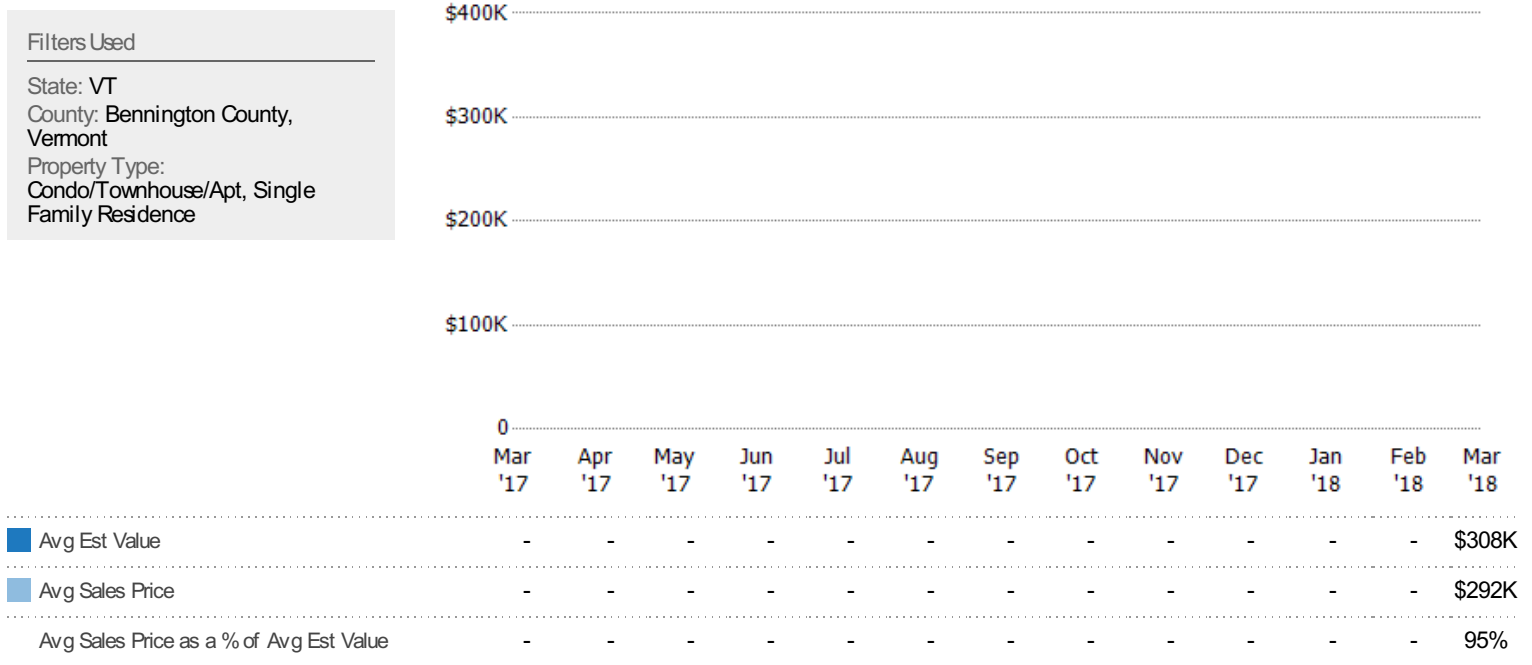 Filters Used
State: VT
County: Bennington County,
Vermont
Property Type:
Condo/Townhouse/Apt, Single
Family Residence
$400K
$300K
$200K
$100K
0
Mar Apr May Jun Jul Aug Sep Oct Nov Dec Jan Feb Mar
'17 '17 '17 '17 '17 '17 '17 '17 '17 '17 '18 '18 '18
Avg Est Value - - - - - - - - - - - - $308K
Avg Sales Price - - - - - - - - - - - - $292K
Avg Sales Price as a % of Avg Est Value - - - - - - - - - - - - 95%